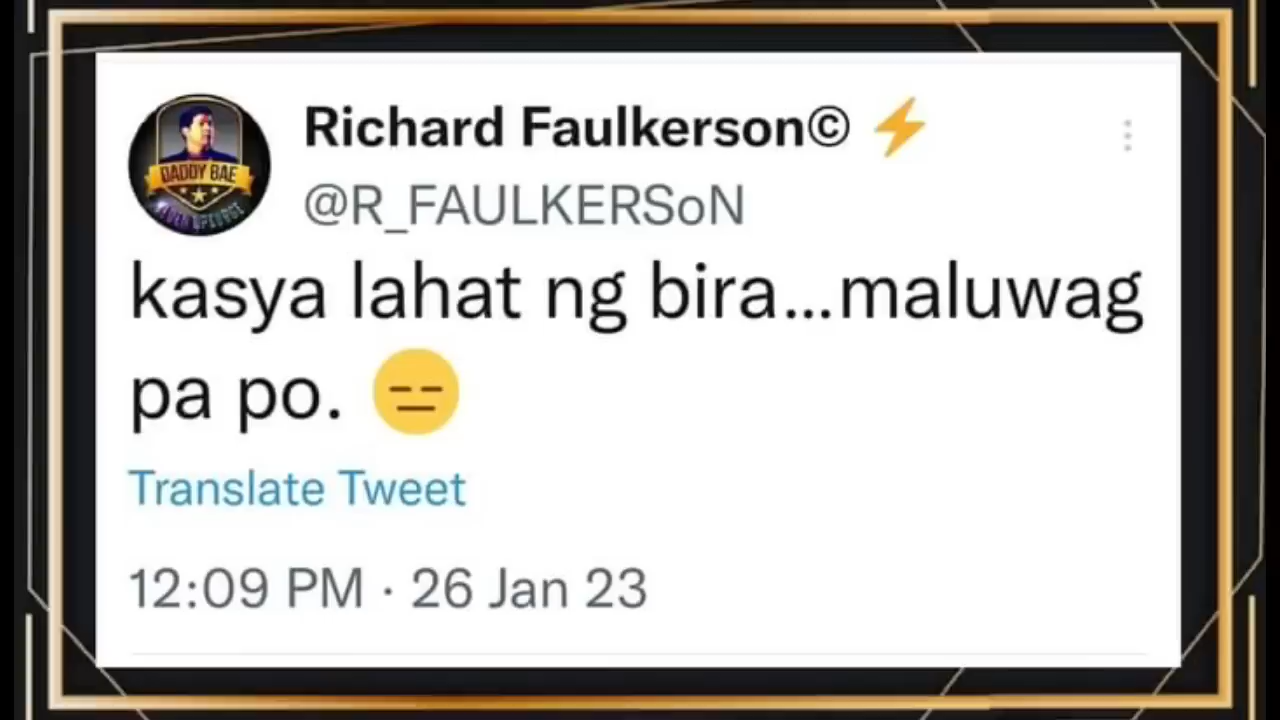 DADDY BAE
Richard Faulkerson© ⚡
@R_FAULKERSoN
kasya lahat ng bira...maluwag
pa po. 😑
Translate Tweet
12:09 PM · 26 Jan 23